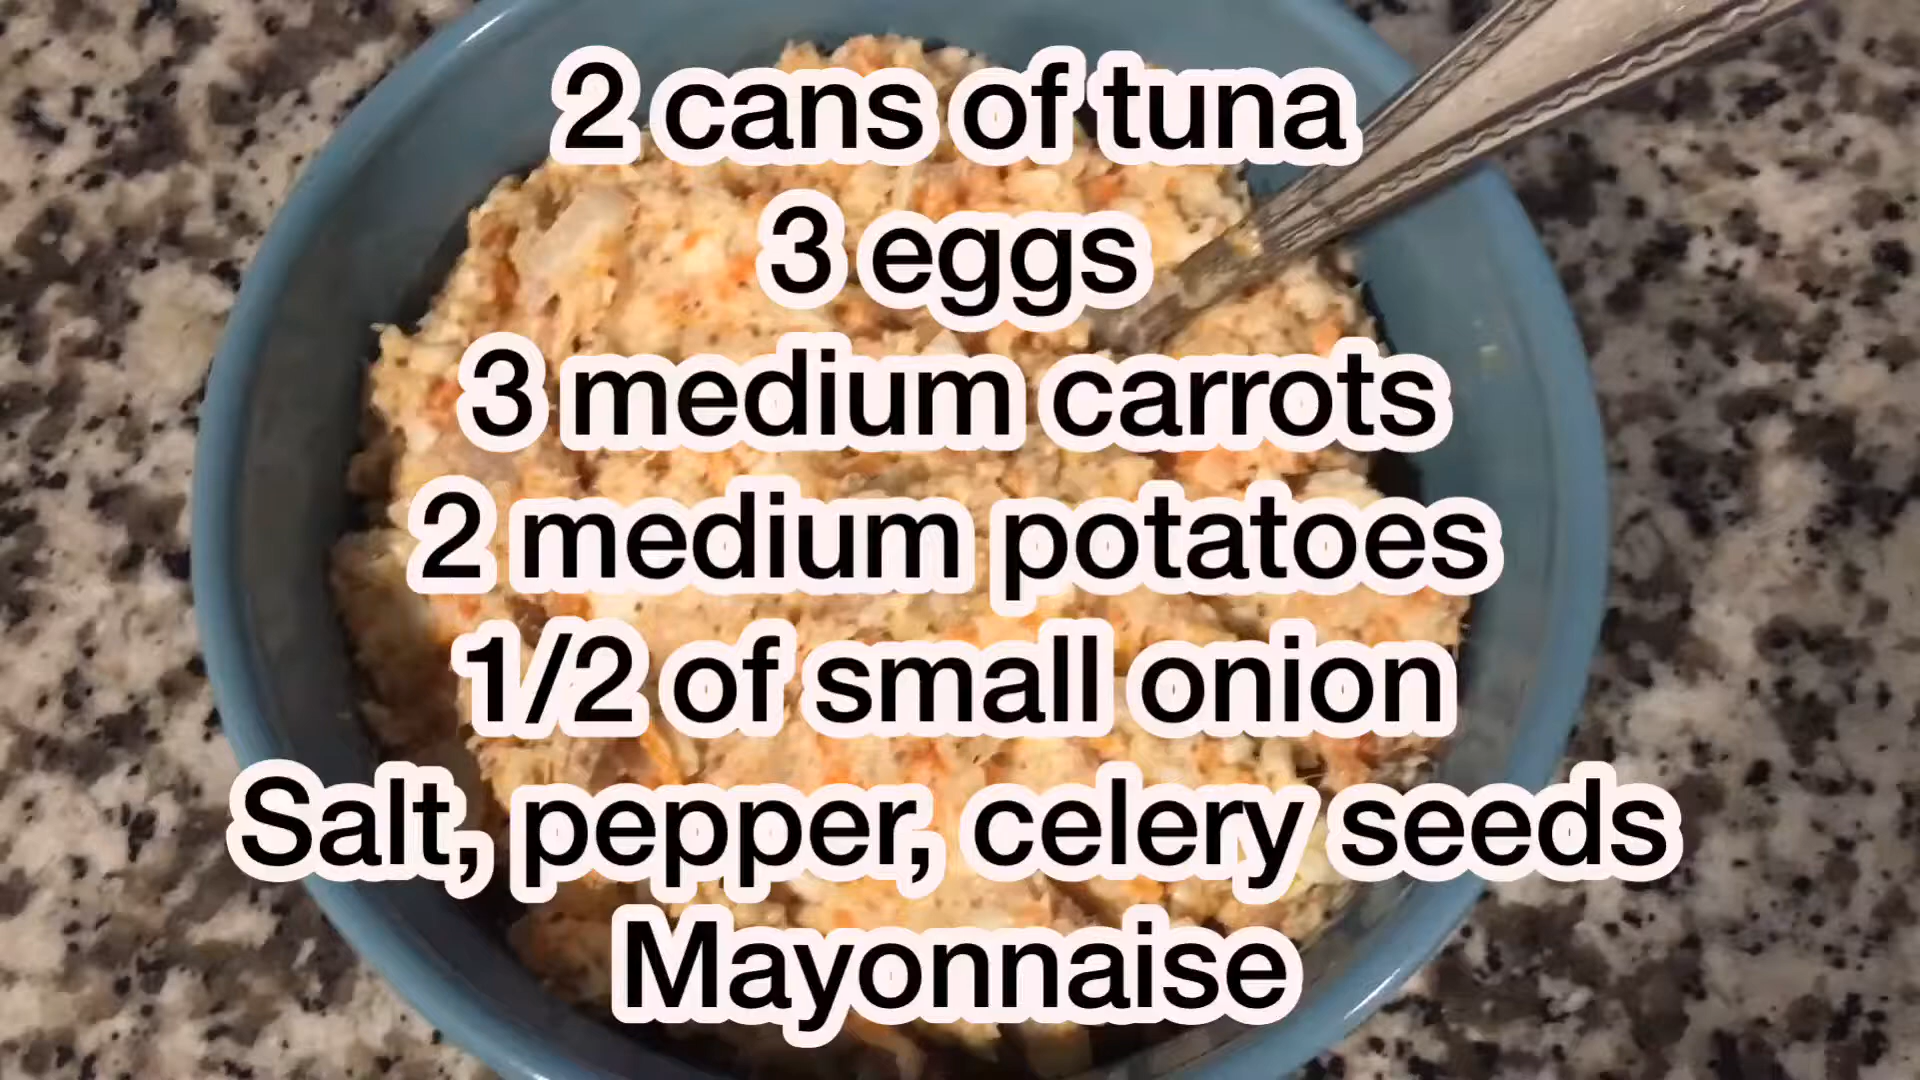 2 cans of tuna
3 eggs
3 medium carrots
2 medium potatoes
1/2 of small onion
Salt, pepper, celery seeds
Mayonnaise